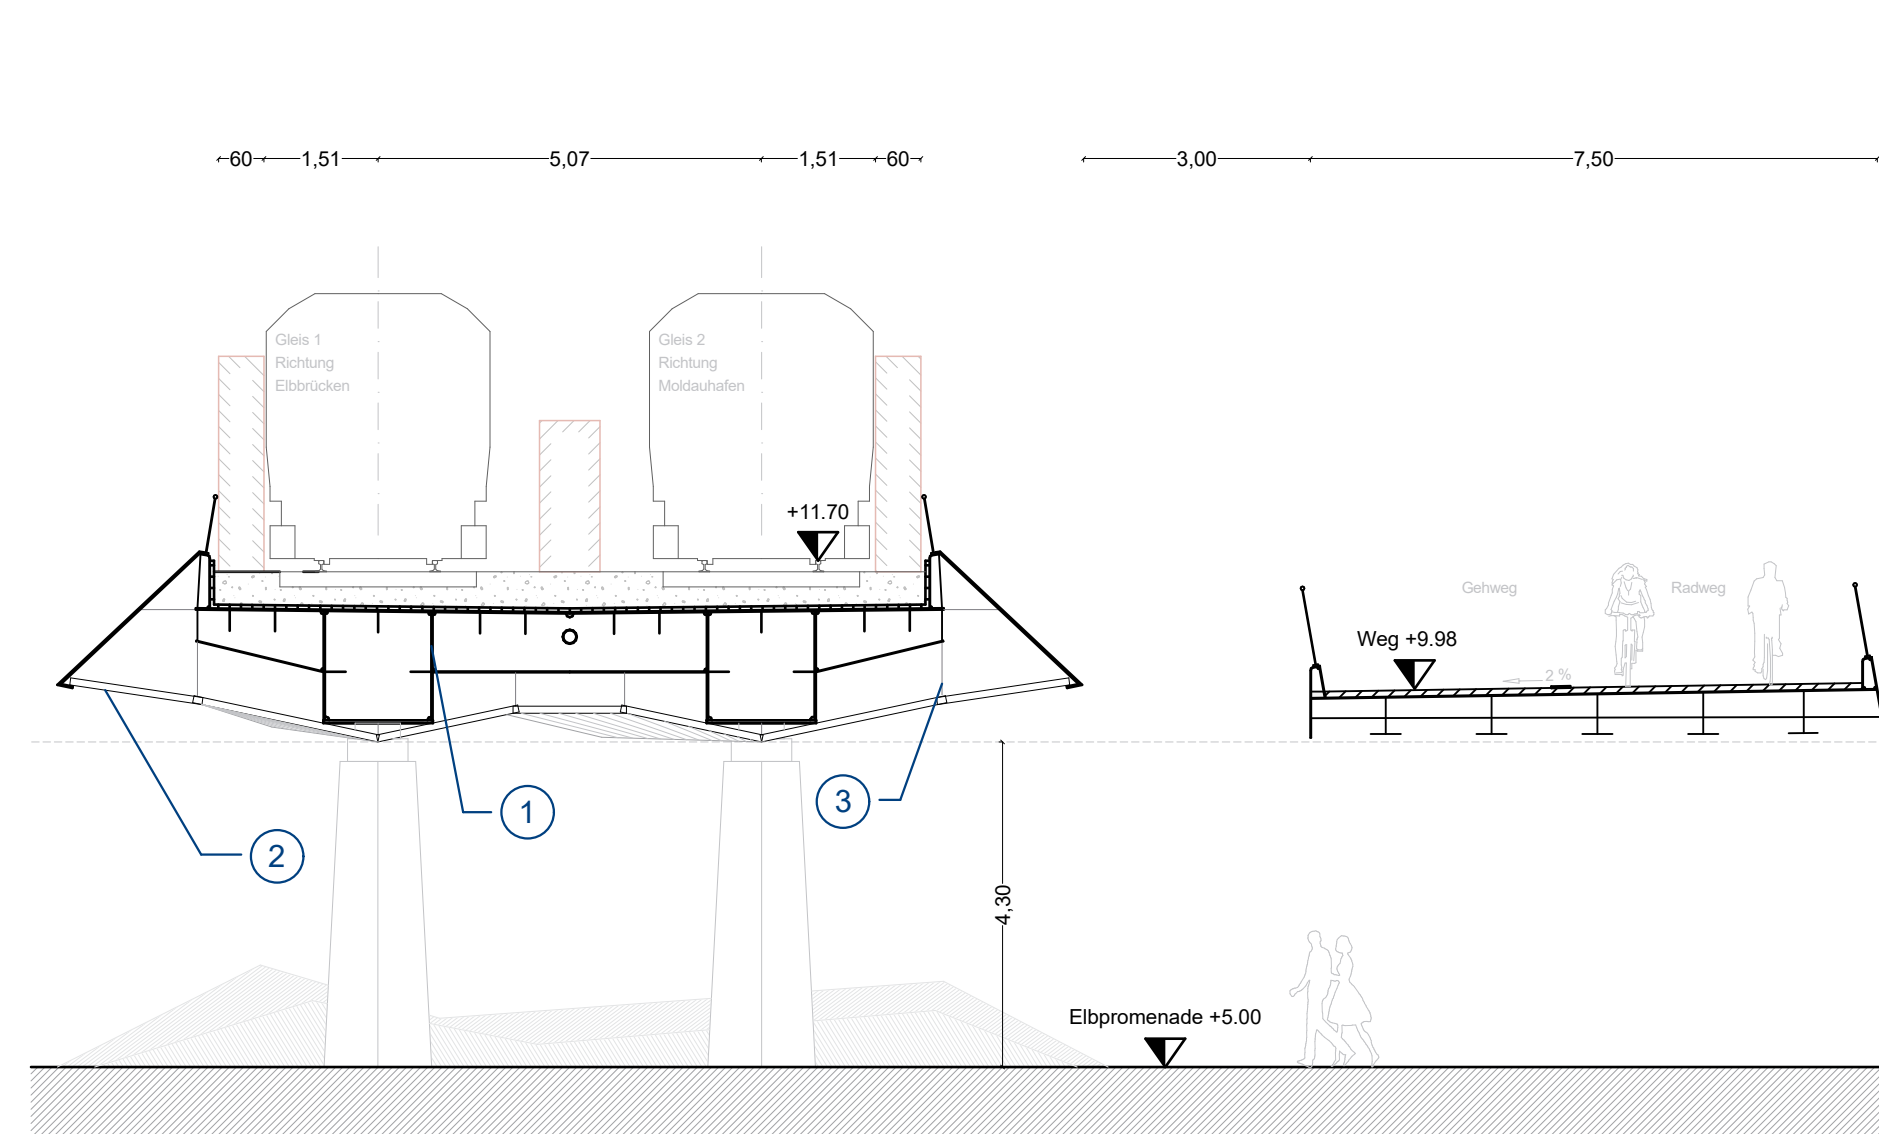 60 1,51 5,07 1,51 60 3,00 7,50
Gleis 1
Richtung
Elbbrücken
Gleis 2
Richtung
Moldauhafen
+11.70
Gehweg
Radweg
Weg +9.98
2 %
1
2
3
4,30
Elbpromenade +5.00